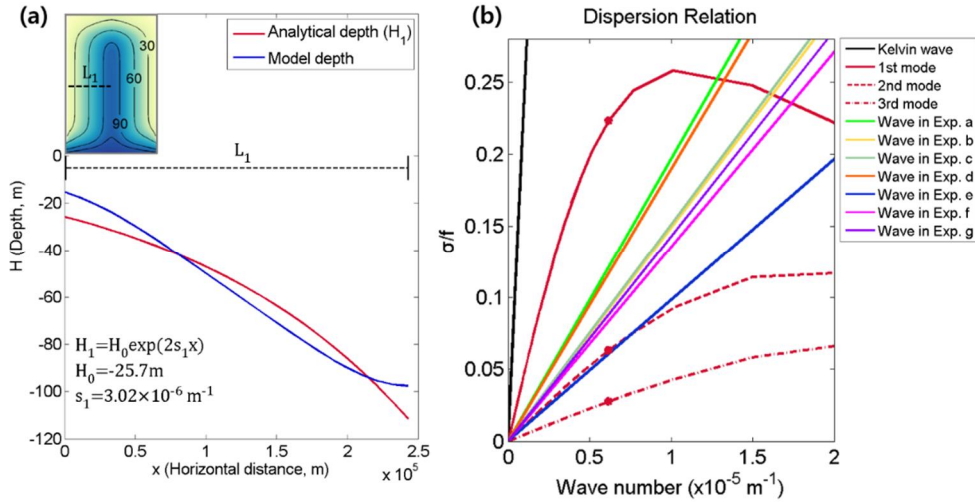 (a)
30
L₁
60
90
Analytical depth (H₁)
Model depth
L₁
0
-20
-40
-60
-80
-100
-120
H (Depth, m)
H₁=H₀exp(2s₁x)
H₀=-25.7m
s₁=3.02×10⁻⁶ m⁻¹
0 0.5 1 1.5 2 2.5
x (Horizontal distance, m)
x 10⁵
(b)
Dispersion Relation
0.25
0.2
0.15
0.1
0.05
0
σ/f
0 0.5 1 1.5 2
Wave number (x10⁻⁵ m⁻¹)
Kelvin wave
1st mode
2nd mode
3rd mode
Wave in Exp. a
Wave in Exp. b
Wave in Exp. c
Wave in Exp. d
Wave in Exp. e
Wave in Exp. f
Wave in Exp. g